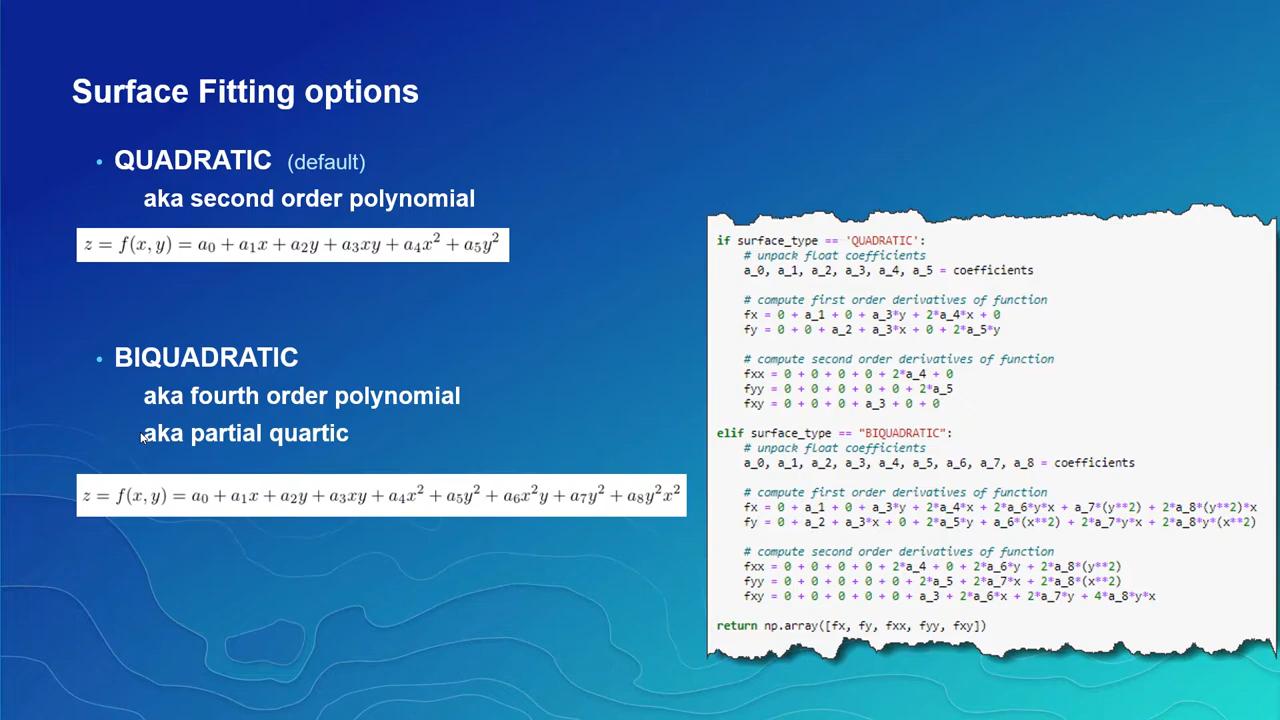 Surface Fitting options
• QUADRATIC (default)
aka second order polynomial
z = f(x, y) = a₀ + a₁x + a₂y + a₃xy + a₄x² + a₅y²
• BIQUADRATIC
aka fourth order polynomial
aka partial quartic
z = f(x, y) = a₀ + a₁x + a₂y + a₃xy + a₄x² + a₅y² + a₆x²y + a₇y² + a₈y²x²
if surface_type == 'QUADRATIC':
# unpack float coefficients
a_0, a_1, a_2, a_3, a_4, a_5 = coefficients
# compute first order derivatives of function
fx = 0 + a_1 + 0 + a_3*y + 2*a_4*x + 0
fy = 0 + 0 + a_2 + a_3*x + 0 + 2*a_5*y
# compute second order derivatives of function
fxx = 0 + 0 + 0 + 0 + 2*a_4 + 0
fyy = 0 + 0 + 0 + 0 + 0 + 2*a_5
fxy = 0 + 0 + 0 + a_3 + 0 + 0
elif surface_type == "BIQUADRATIC":
# unpack float coefficients
a_0, a_1, a_2, a_3, a_4, a_5, a_6, a_7, a_8 = coefficients
# compute first order derivatives of function
fx = 0 + a_1 + 0 + a_3*y + 2*a_4*x + 2*a_6*y*x + a_7*(y**2) + 2*a_8*(y**2)*x
fy = 0 + a_2 + a_3*x + 0 + 2*a_5*y + a_6*(x**2) + 2*a_7*y*x + 2*a_8*y*(x**2)
# compute second order derivatives of function
fxx = 0 + 0 + 0 + 0 + 2*a_4 + 0 + 2*a_6*y + 2*a_8*(y**2)
fyy = 0 + 0 + 0 + 0 + 0 + 2*a_5 + 2*a_7*x + 2*a_8*(x**2)
fxy = 0 + 0 + 0 + 0 + 0 + a_3 + 2*a_6*x + 2*a_7*y + 4*a_8*y*x
return np.array([fx, fy, fxx, fyy, fxy])